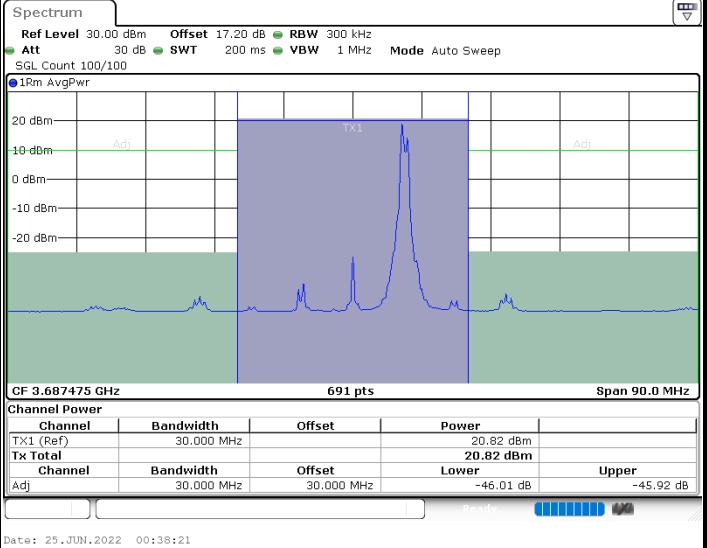 Spectrum
Ref Level 30.00 dBm Offset 17.20 dB RBW 300 kHz
Att 30 dB SWT 200 ms VBW 1 MHz Mode Auto Sweep
SGL Count 100/100
1Rm AvgPwr
20 dBm
TX1
Adj
Adj
10 dBm
0 dBm
-10 dBm
-20 dBm
CF 3.687475 GHz 691 pts Span 90.0 MHz
Channel Power
Channel Bandwidth Offset Power
TX1 (Ref) 30.000 MHz 20.82 dBm
Tx Total 20.82 dBm
Channel Bandwidth Offset Lower Upper
Adj 30.000 MHz 30.000 MHz -46.01 dB -45.92 dB
Ready
Date: 25.JUN.2022 00:38:21